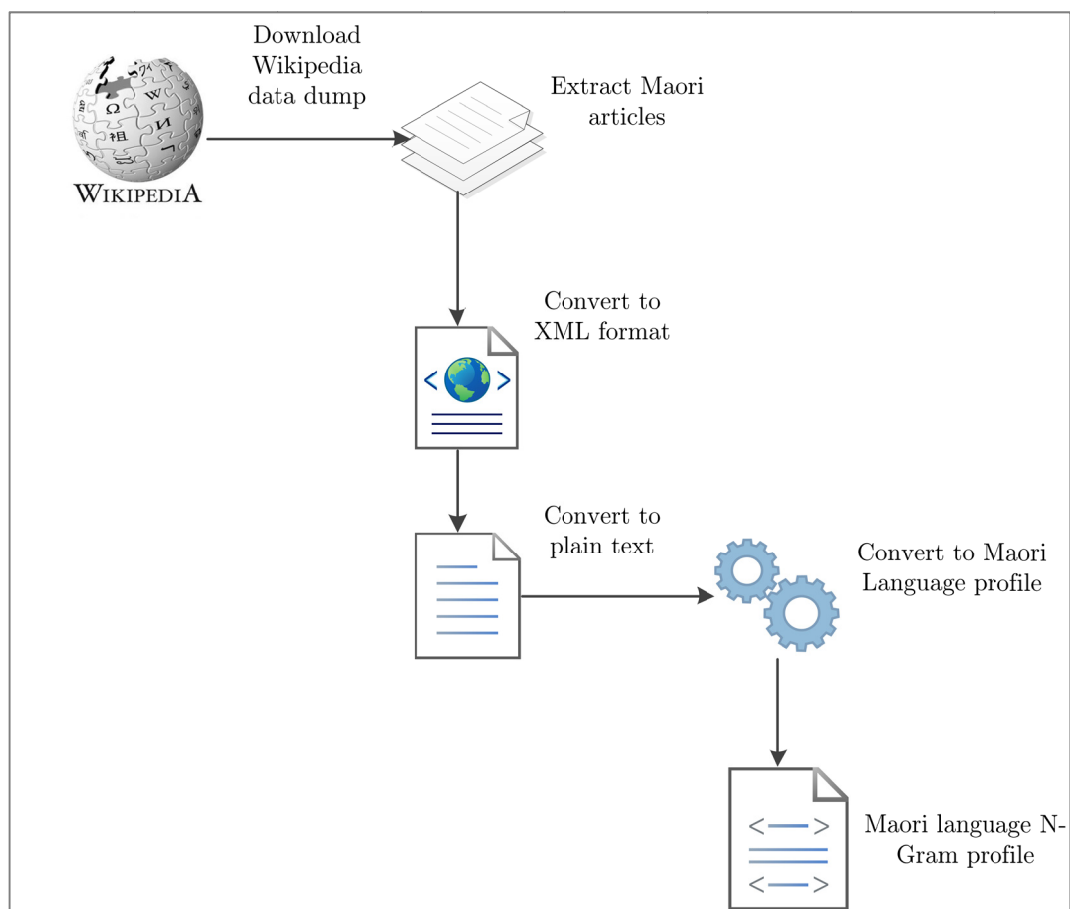 Download
Wikipedia
data dump
Extract Maori
articles
Ω W
祖 И
WIKIPEDIA
Convert to
XML format
< >
Convert to
plain text
Convert to Maori
Language profile
< >
Maori language N-
Gram profile
< >